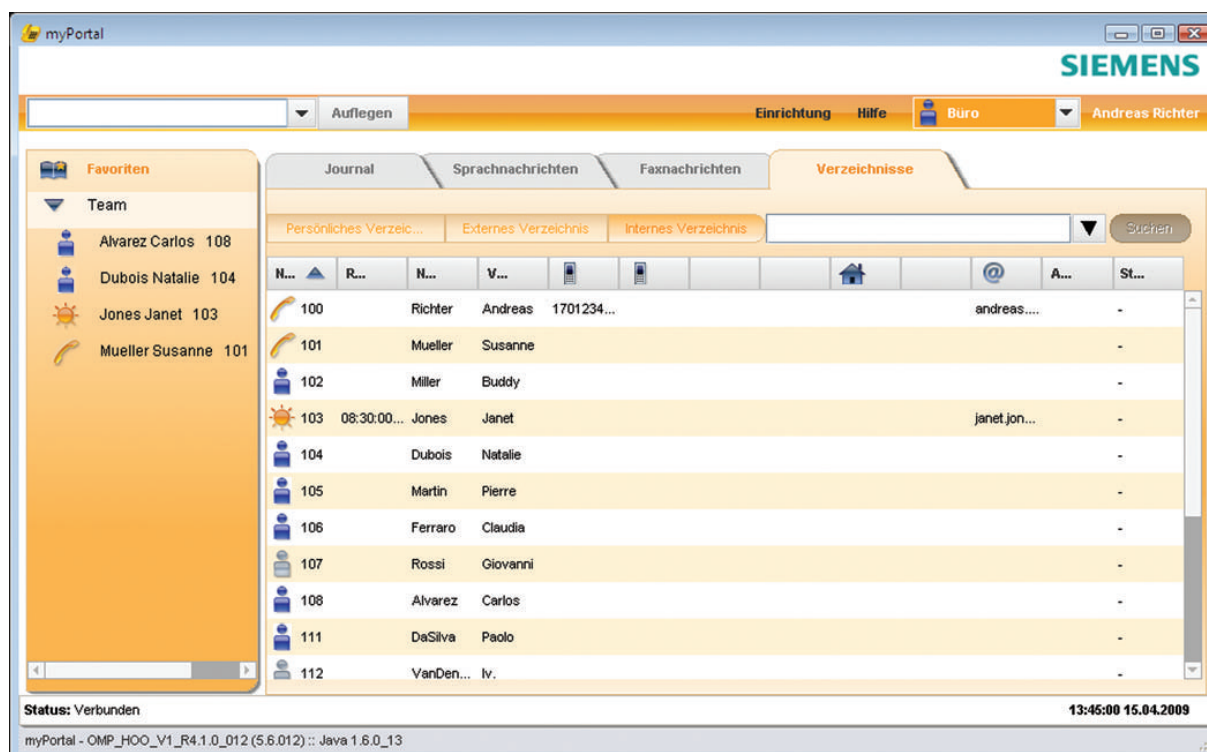 myPortal
SIEMENS
Auflegen Einrichtung Hilfe Büro Andreas Richter
Favoriten
Team
Alvarez Carlos 108
Dubois Natalie 104
Jones Janet 103
Mueller Susanne 101
Journal Sprachnachrichten Faxnachrichten Verzeichnisse
Persönliches Verzeic... Externes Verzeichnis Internes Verzeichnis Suchen
N... R... N... V... @ A... St...
100 Richter Andreas 1701234... andreas.... -
101 Mueller Susanne -
102 Miller Buddy -
103 08:30:00... Jones Janet janet.jon... -
104 Dubois Natalie -
105 Martin Pierre -
106 Ferraro Claudia -
107 Rossi Giovanni -
108 Alvarez Carlos -
111 DaSilva Paolo -
112 VanDen... Iv. -
Status: Verbunden 13:45:00 15.04.2009
myPortal - OMP_HOO_V1_R4.1.0_012 (5.6.012) :: Java 1.6.0_13